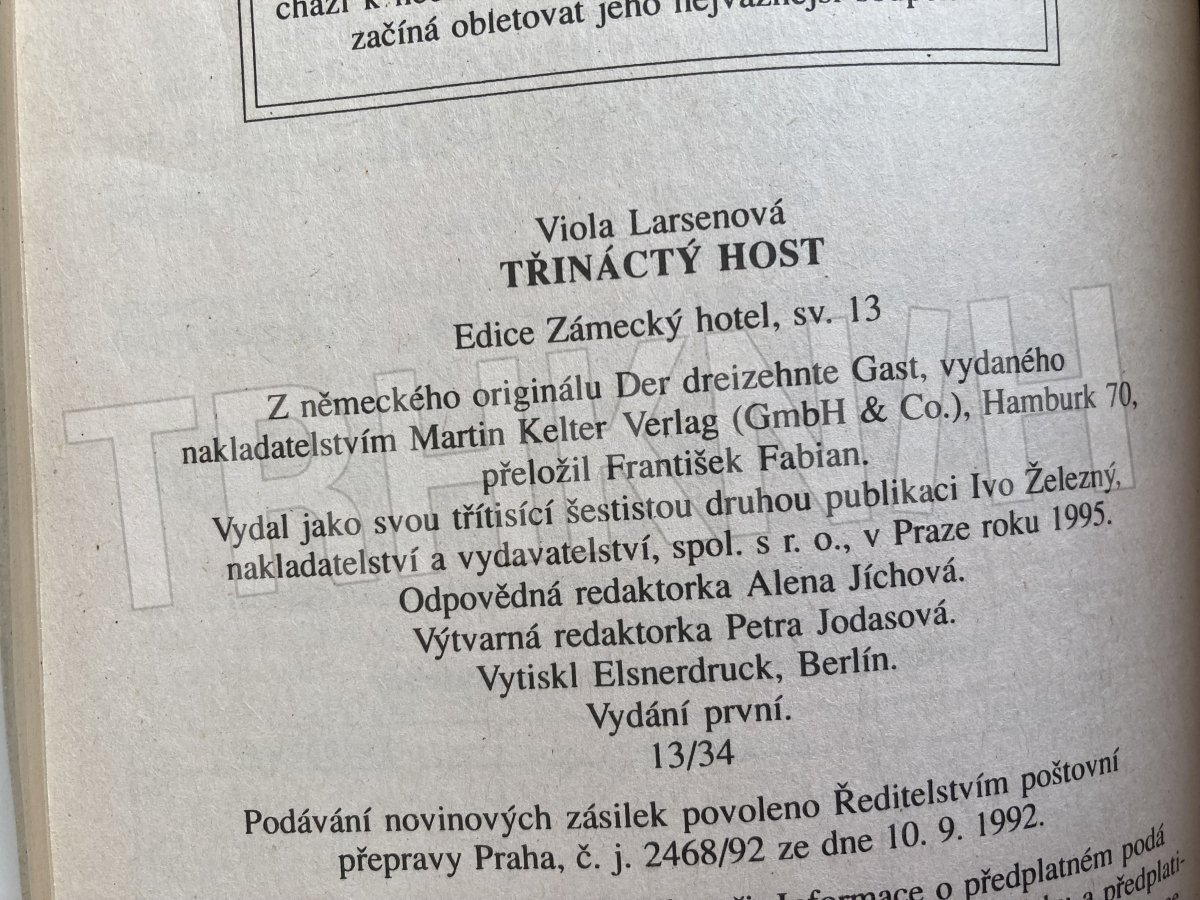 začíná obletovat jeho
Viola Larsenová
TŘINÁCTÝ HOST
Edice Zámecký hotel, sv. 13
Z německého originálu Der dreizehnte Gast, vydaného
nakladatelstvím Martin Kelter Verlag (GmbH & Co.), Hamburk 70,
přeložil František Fabian.
Vydal jako svou třítisící šestistou druhou publikaci Ivo Železný,
nakladatelství a vydavatelství, spol. s r. o., v Praze roku 1995.
Odpovědná redaktorka Alena Jíchová.
Výtvarná redaktorka Petra Jodasová.
Vytiskl Elsnerdruck, Berlín.
Vydání první.
13/34
Podávání novinových zásilek povoleno Ředitelstvím poštovní
přepravy Praha, č. j. 2468/92 ze dne 10. 9. 1992.
Informace o předplatném podá
a předplati-
TRHKNIH